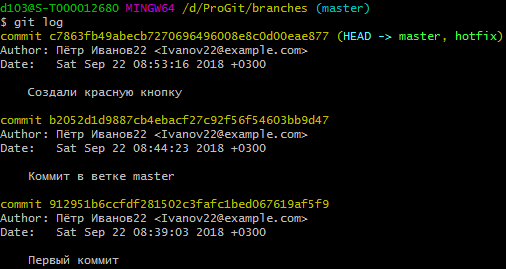 d103@S-T000012680 MINGW64 /d/ProGit/branches (master)
$ git log
commit c7863fb49abecb7270696496008e8c0d00eae877 (HEAD -> master, hotfix)
Author: Пётр Иванов22 <Ivanov22@example.com>
Date:   Sat Sep 22 08:53:16 2018 +0300
    Создали красную кнопку
commit b2052d1d9887cb4ebacf27c92f56f54603bb9d47
Author: Пётр Иванов22 <Ivanov22@example.com>
Date:   Sat Sep 22 08:44:23 2018 +0300
    Коммит в ветке master
commit 912951b6ccfdf281502c3fafc1bed067619af5f9
Author: Пётр Иванов22 <Ivanov22@example.com>
Date:   Sat Sep 22 08:39:03 2018 +0300
    Первый коммит